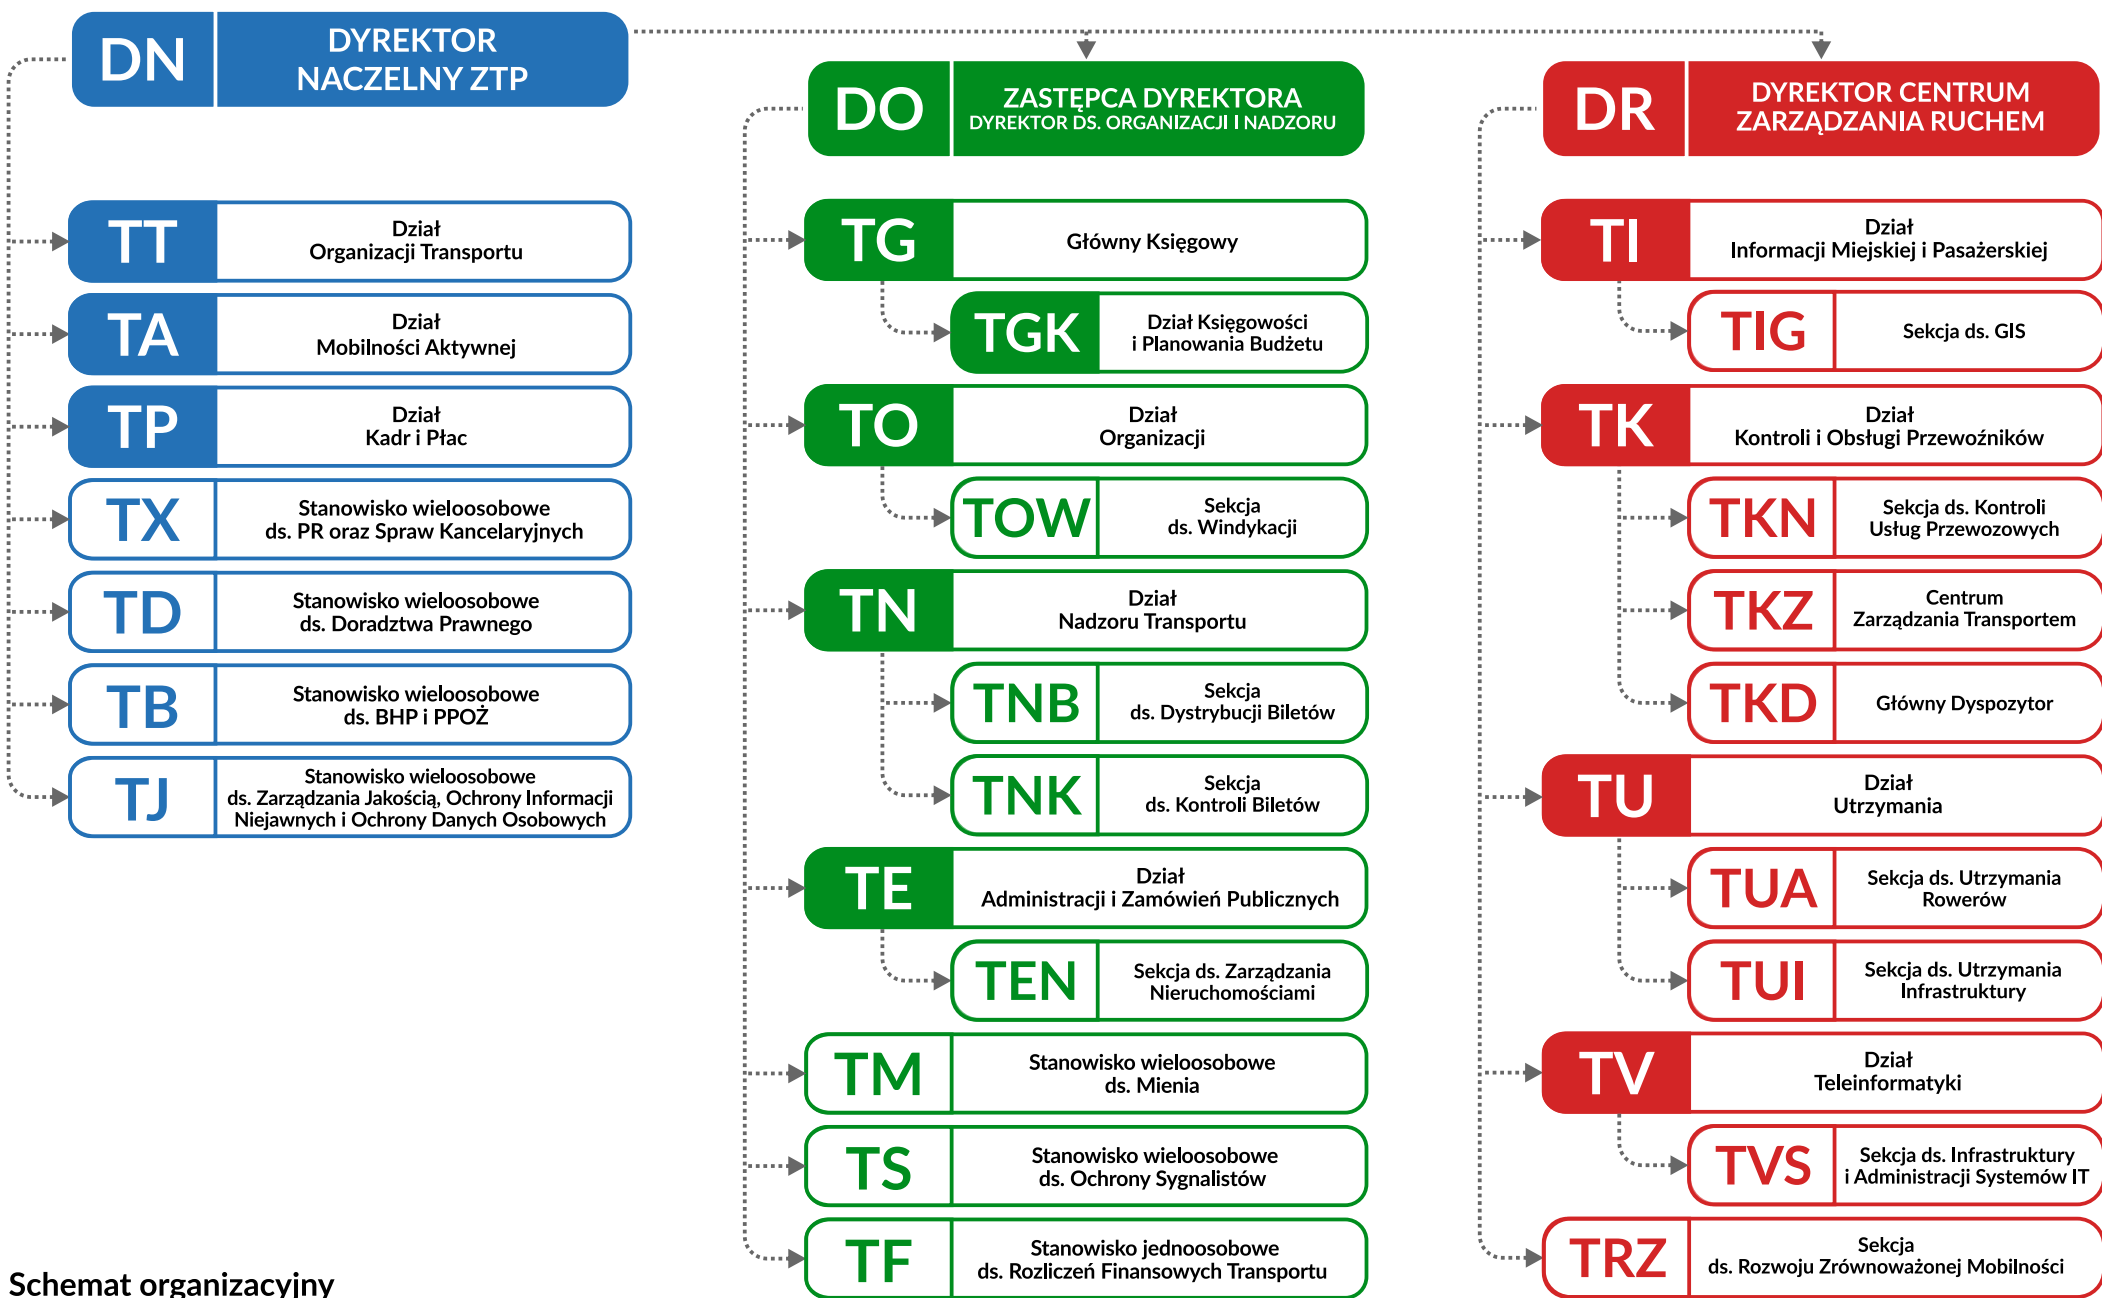 DN
DYREKTOR
NACZELNY ZTP
TT
Dział
Organizacji Transportu
TA
Dział
Mobilności Aktywnej
TP
Dział
Kadr i Płac
TX
Stanowisko wieloosobowe
ds. PR oraz Spraw Kancelaryjnych
TD
Stanowisko wieloosobowe
ds. Doradztwa Prawnego
TB
Stanowisko wieloosobowe
ds. BHP i PPOŻ
TJ
Stanowisko wieloosobowe
ds. Zarządzania Jakością, Ochrony Informacji
Niejawnych i Ochrony Danych Osobowych
DO
ZASTĘPCA DYREKTORA
DYREKTOR DS. ORGANIZACJI I NADZORU
TG
Główny Księgowy
TGK
Dział Księgowości
i Planowania Budżetu
TO
Dział
Organizacji
TOW
Sekcja
ds. Windykacji
TN
Dział
Nadzoru Transportu
TNB
Sekcja
ds. Dystrybucji Biletów
TNK
Sekcja
ds. Kontroli Biletów
TE
Dział
Administracji i Zamówień Publicznych
TEN
Sekcja ds. Zarządzania
Nieruchomościami
TM
Stanowisko wieloosobowe
ds. Mienia
TS
Stanowisko wieloosobowe
ds. Ochrony Sygnalistów
TF
Stanowisko jednoosobowe
ds. Rozliczeń Finansowych Transportu
DR
DYREKTOR CENTRUM
ZARZĄDZANIA RUCHEM
TI
Dział
Informacji Miejskiej i Pasażerskiej
TIG
Sekcja ds. GIS
TK
Dział
Kontroli i Obsługi Przewoźników
TKN
Sekcja ds. Kontroli
Usług Przewozowych
TKZ
Centrum
Zarządzania Transportem
TKD
Główny Dyspozytor
TU
Dział
Utrzymania
TUA
Sekcja ds. Utrzymania
Rowerów
TUI
Sekcja ds. Utrzymania
Infrastruktury
TV
Dział
Teleinformatyki
TVS
Sekcja ds. Infrastruktury
i Administracji Systemów IT
TRZ
Sekcja
ds. Rozwoju Zrównoważonej Mobilności
Schemat organizacyjny